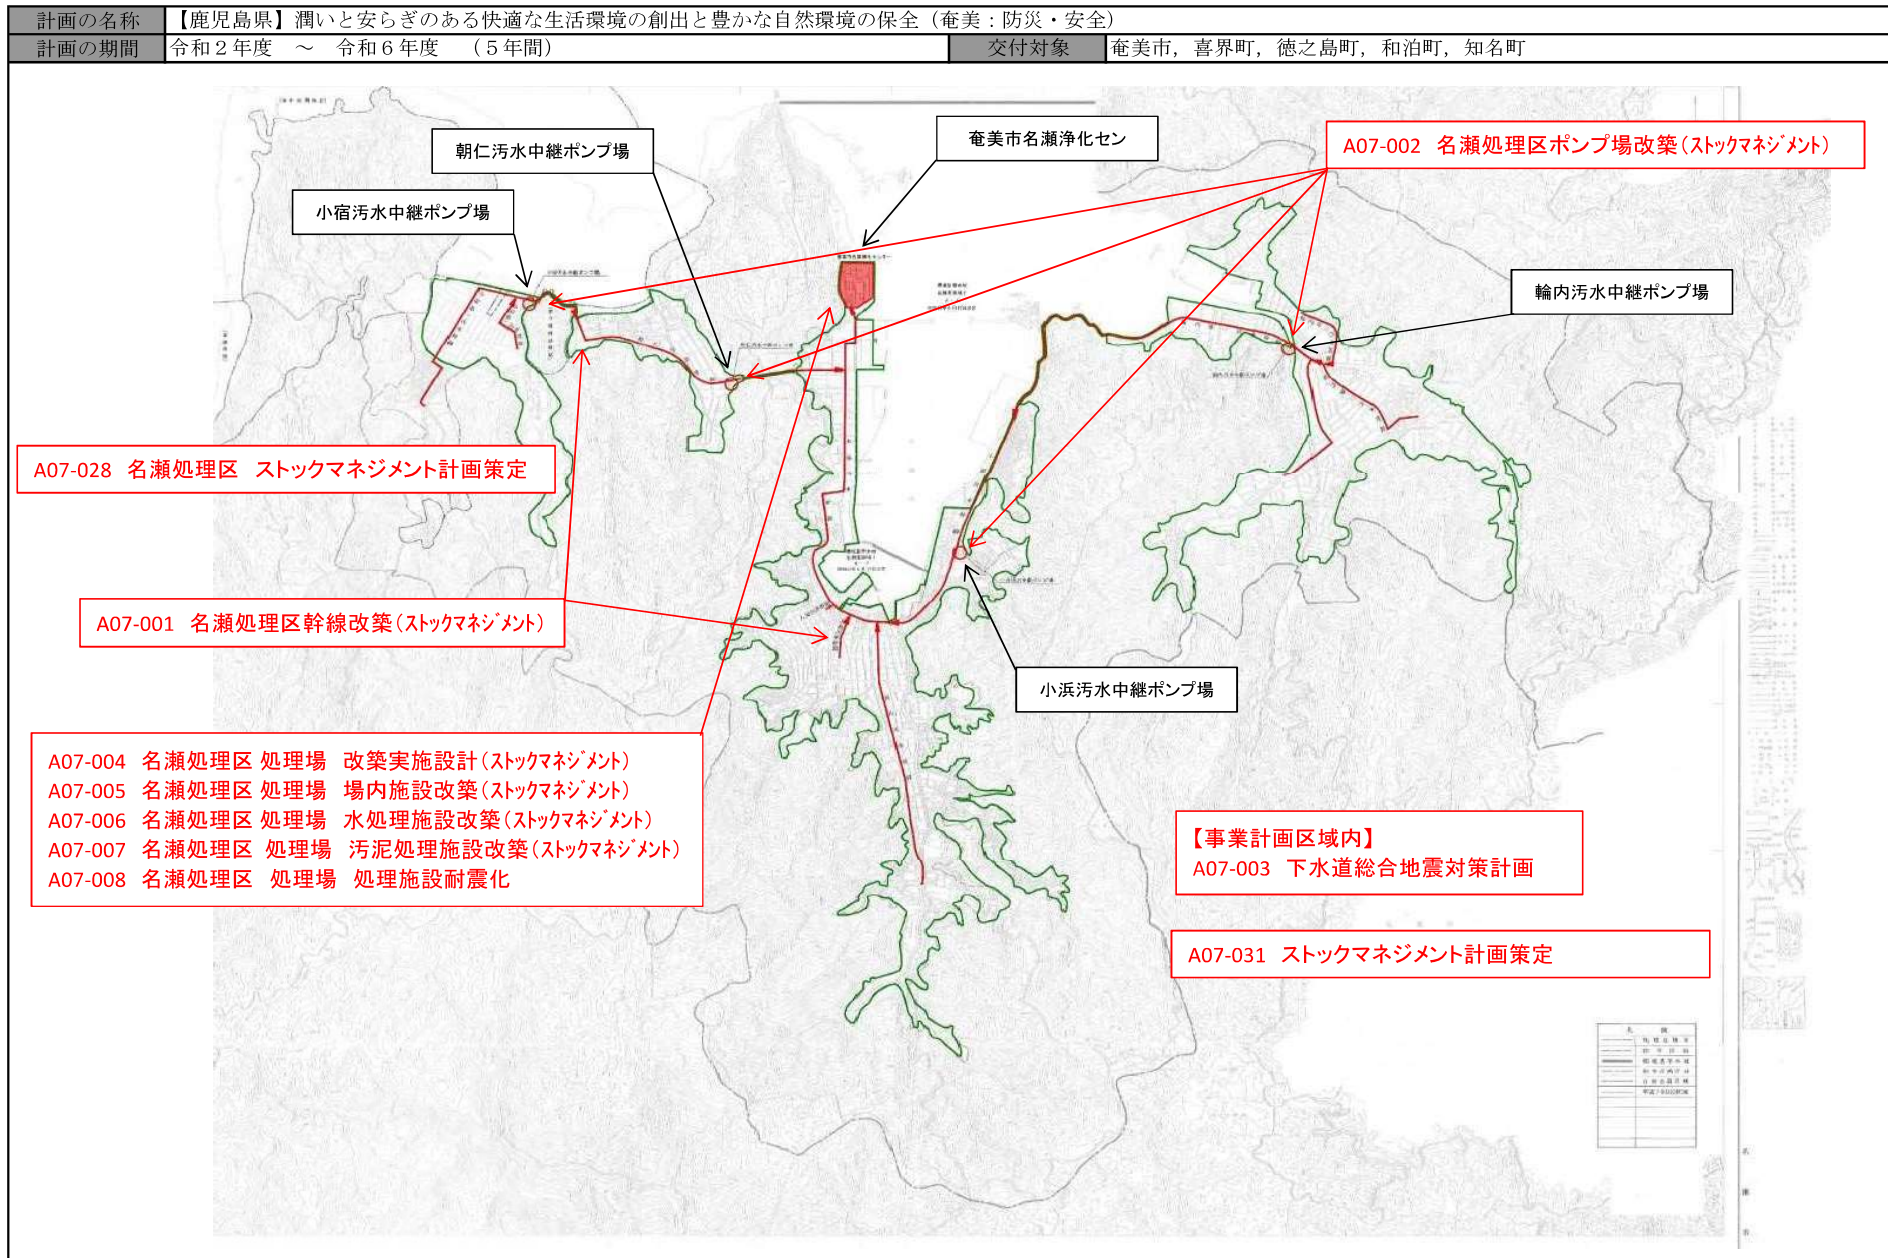 計画の名称 【鹿児島県】潤いと安らぎのある快適な生活環境の創出と豊かな自然環境の保全（奄美：防災・安全）
計画の期間 令和２年度 ～ 令和６年度 （５年間） 交付対象 奄美市，喜界町，徳之島町，和泊町，知名町
朝仁汚水中継ポンプ場
奄美市名瀬浄化セン
A07-002 名瀬処理区ポンプ場改築(ストックマネジメント)
小宿汚水中継ポンプ場
輪内汚水中継ポンプ場
A07-028 名瀬処理区 ストックマネジメント計画策定
A07-001 名瀬処理区幹線改築(ストックマネジメント)
小浜汚水中継ポンプ場
A07-004 名瀬処理区 処理場 改築実施設計(ストックマネジメント)
A07-005 名瀬処理区 処理場 場内施設改築(ストックマネジメント)
A07-006 名瀬処理区 処理場 水処理施設改築(ストックマネジメント)
A07-007 名瀬処理区 処理場 汚泥処理施設改築(ストックマネジメント)
A07-008 名瀬処理区 処理場 処理施設耐震化
【事業計画区域内】
A07-003 下水道総合地震対策計画
A07-031 ストックマネジメント計画策定